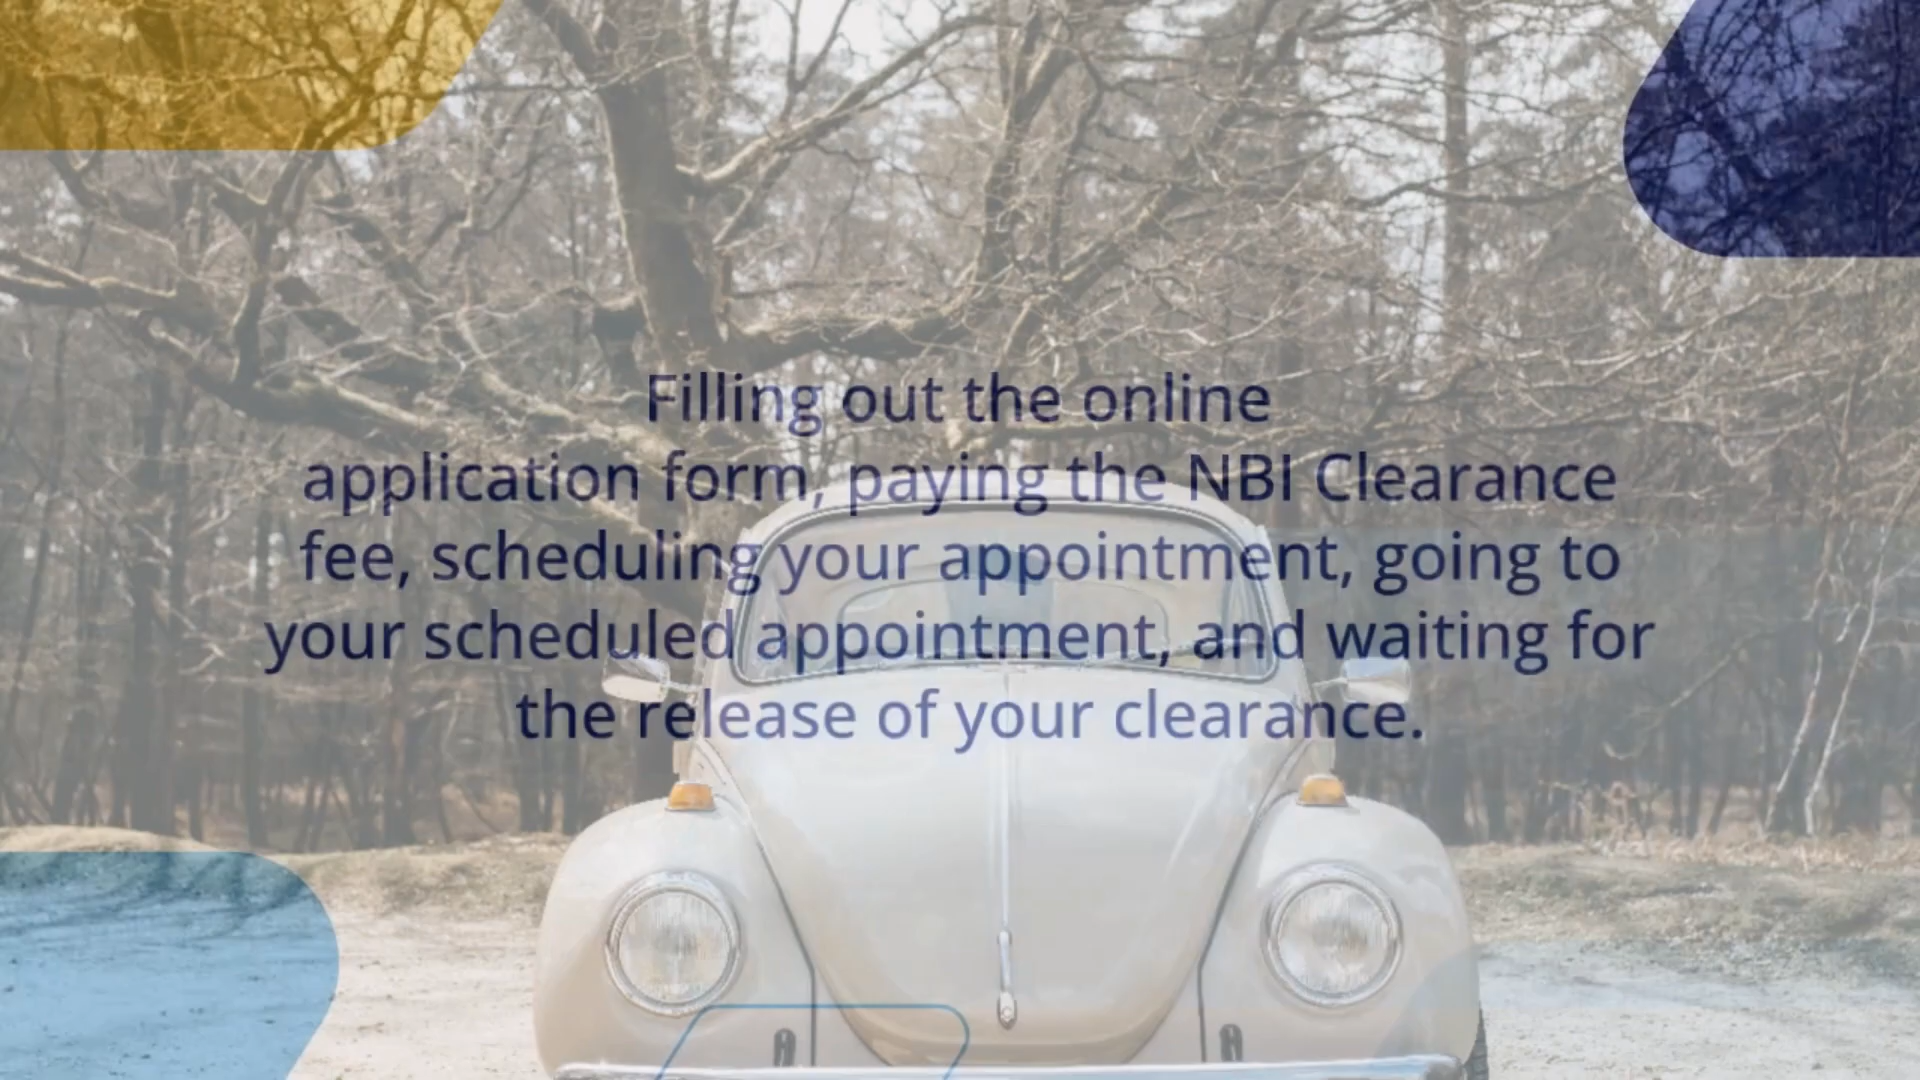 Filling out the online
application form, paying the NBI Clearance
fee, scheduling your appointment, going to
your scheduled appointment, and waiting for
the release of your clearance.